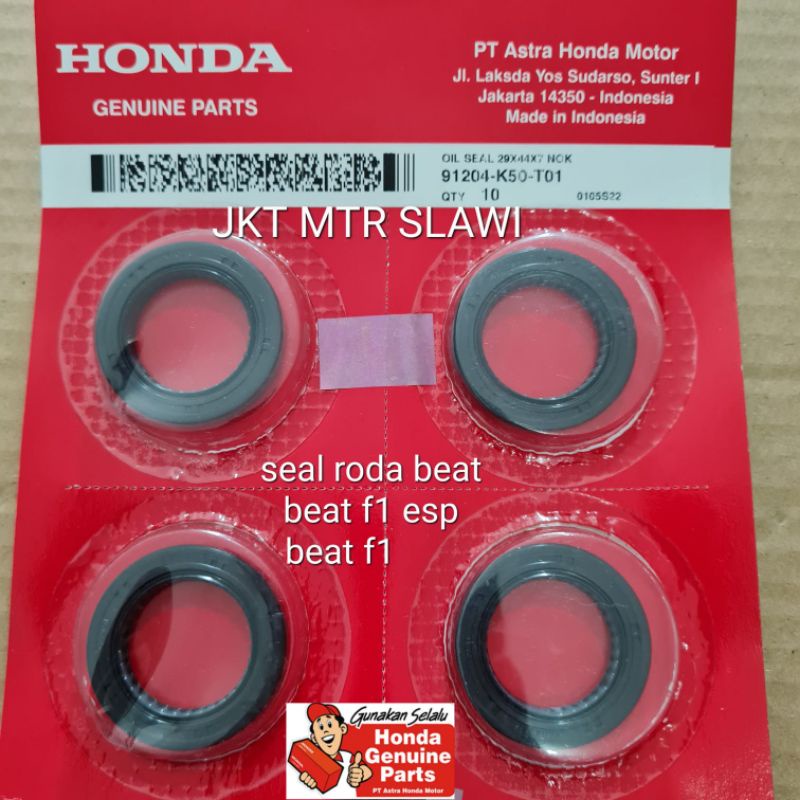 HONDA
GENUINE PARTS
PT Astra Honda Motor
Jl. Laksda Yos Sudarso, Sunter I
Jakarta 14350 - Indonesia
Made in Indonesia
OIL SEAL 29X44X7 NOK
91204-K50-T01
QTY 10 0165S22
JKT MTR SLAWI
seal roda beat
beat f1 esp
beat f1
Gunakan Selalu
Honda
Genuine
Parts
PT Astra Honda Motor